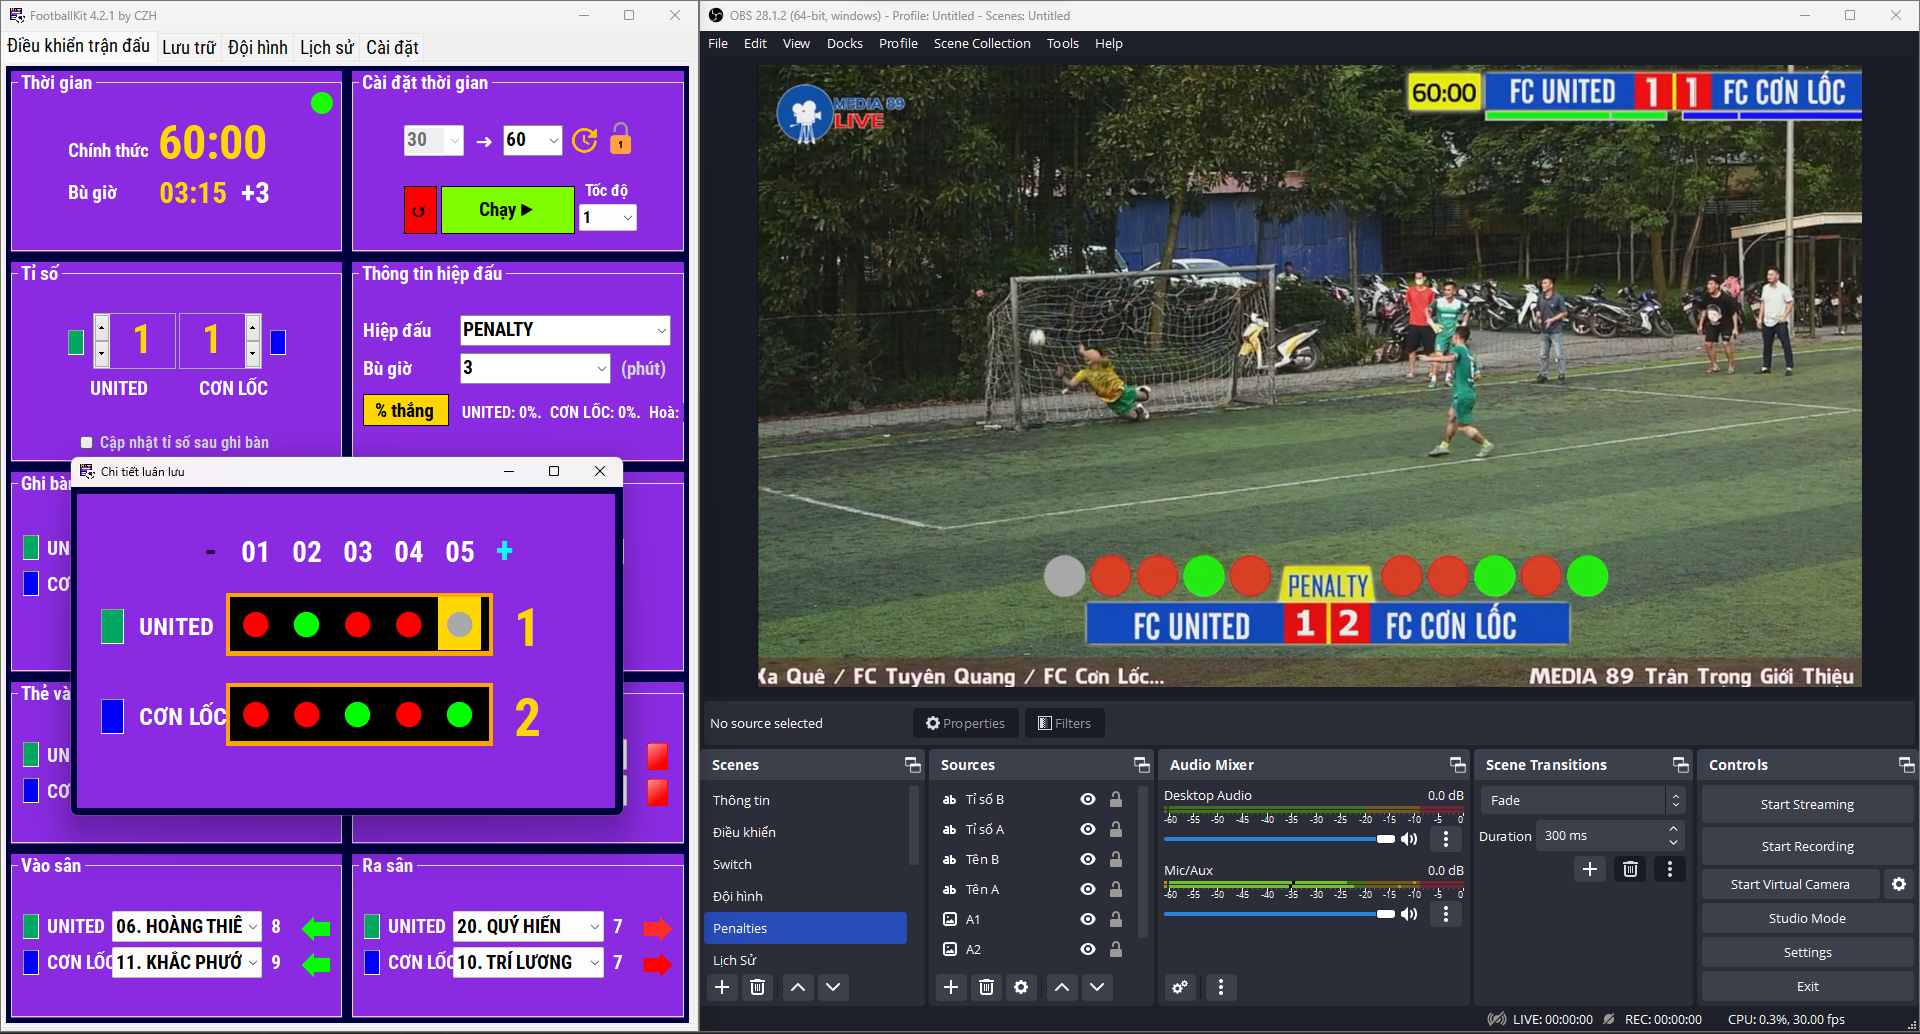 FootballKit 4.2.1 by CZH
Điều khiển trận đấu Lưu trữ Đội hình Lịch sử Cài đặt
Thời gian
Chính thức 60:00
Bù giờ 03:15 +3
Cài đặt thời gian
30 → 60 1
Tốc độ
↺ Chạy ▶ 1
Tỉ số
1 1
UNITED CƠN LỐC
Cập nhật tỉ số sau ghi bàn
Thông tin hiệp đấu
Hiệp đấu PENALTY
Bù giờ 3 (phút)
% thắng UNITED: 0%. CƠN LỐC: 0%. Hoà:
Ghi bàn
UN
CƠ
Thẻ và
UN
CƠ
Chi tiết luân lưu
- 01 02 03 04 05 +
UNITED 1
CƠN LỐC 2
Vào sân
UNITED 06. HOÀNG THIÊ 8
CƠN LỐC 11. KHẮC PHƯỚ 9
Ra sân
UNITED 20. QUÝ HIỂN 7
CƠN LỐC 10. TRÍ LƯƠNG 7
OBS 28.1.2 (64-bit, windows) - Profile: Untitled - Scenes: Untitled
File Edit View Docks Profile Scene Collection Tools Help
MEDIA 89
LIVE
60:00 FC UNITED 1 1 FC CƠN LỐC
PENALTY
FC UNITED 1 2 FC CƠN LỐC
Xa Quê / FC Tuyên Quang / FC Cơn Lốc... MEDIA 89 Trân Trọng Giới Thiệu
No source selected Properties Filters
Scenes
Thông tin
Điều khiển
Switch
Đội hình
Penalties
Lịch Sử
Sources
ab Tỉ số B
ab Tỉ số A
ab Tên B
ab Tên A
A1
A2
Audio Mixer
Desktop Audio 0.0 dB
-60 -55 -50 -45 -40 -35 -30 -25 -20 -15 -10 -5 0
Mic/Aux 0.0 dB
-60 -55 -50 -45 -40 -35 -30 -25 -20 -15 -10 -5 0
Scene Transitions
Fade
Duration 300 ms
Controls
Start Streaming
Start Recording
Start Virtual Camera
Studio Mode
Settings
Exit
LIVE: 00:00:00 REC: 00:00:00 CPU: 0.3%, 30.00 fps